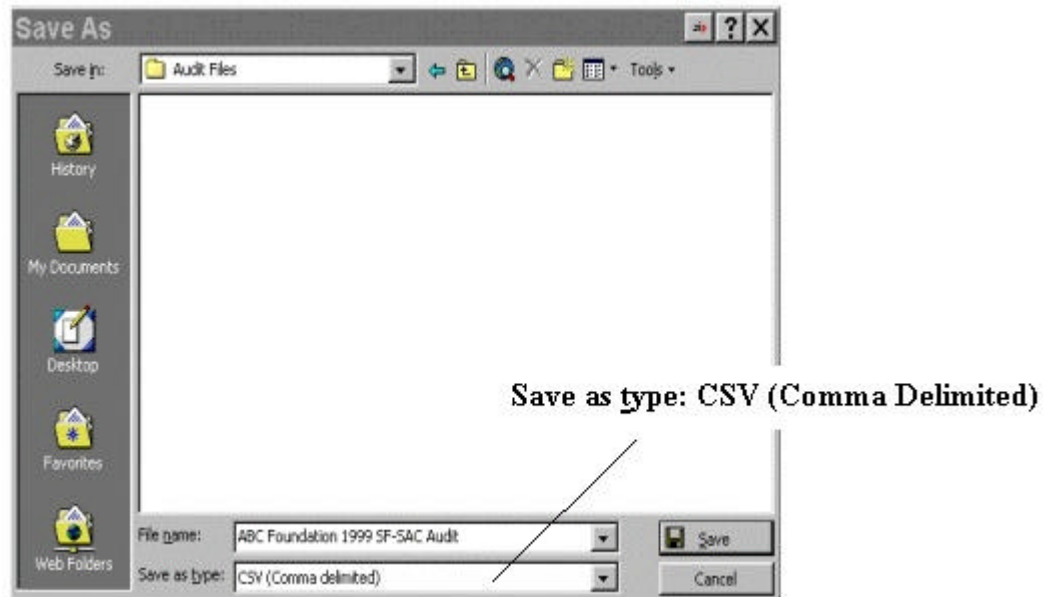 Save As
Save in: Audit Files Tools
History
My Documents
Desktop
Save as type: CSV (Comma Delimited)
Favorites
Web Folders
File name: ABC Foundation 1999 SF-SAC Audit Save
Save as type: CSV (Comma delimited) Cancel